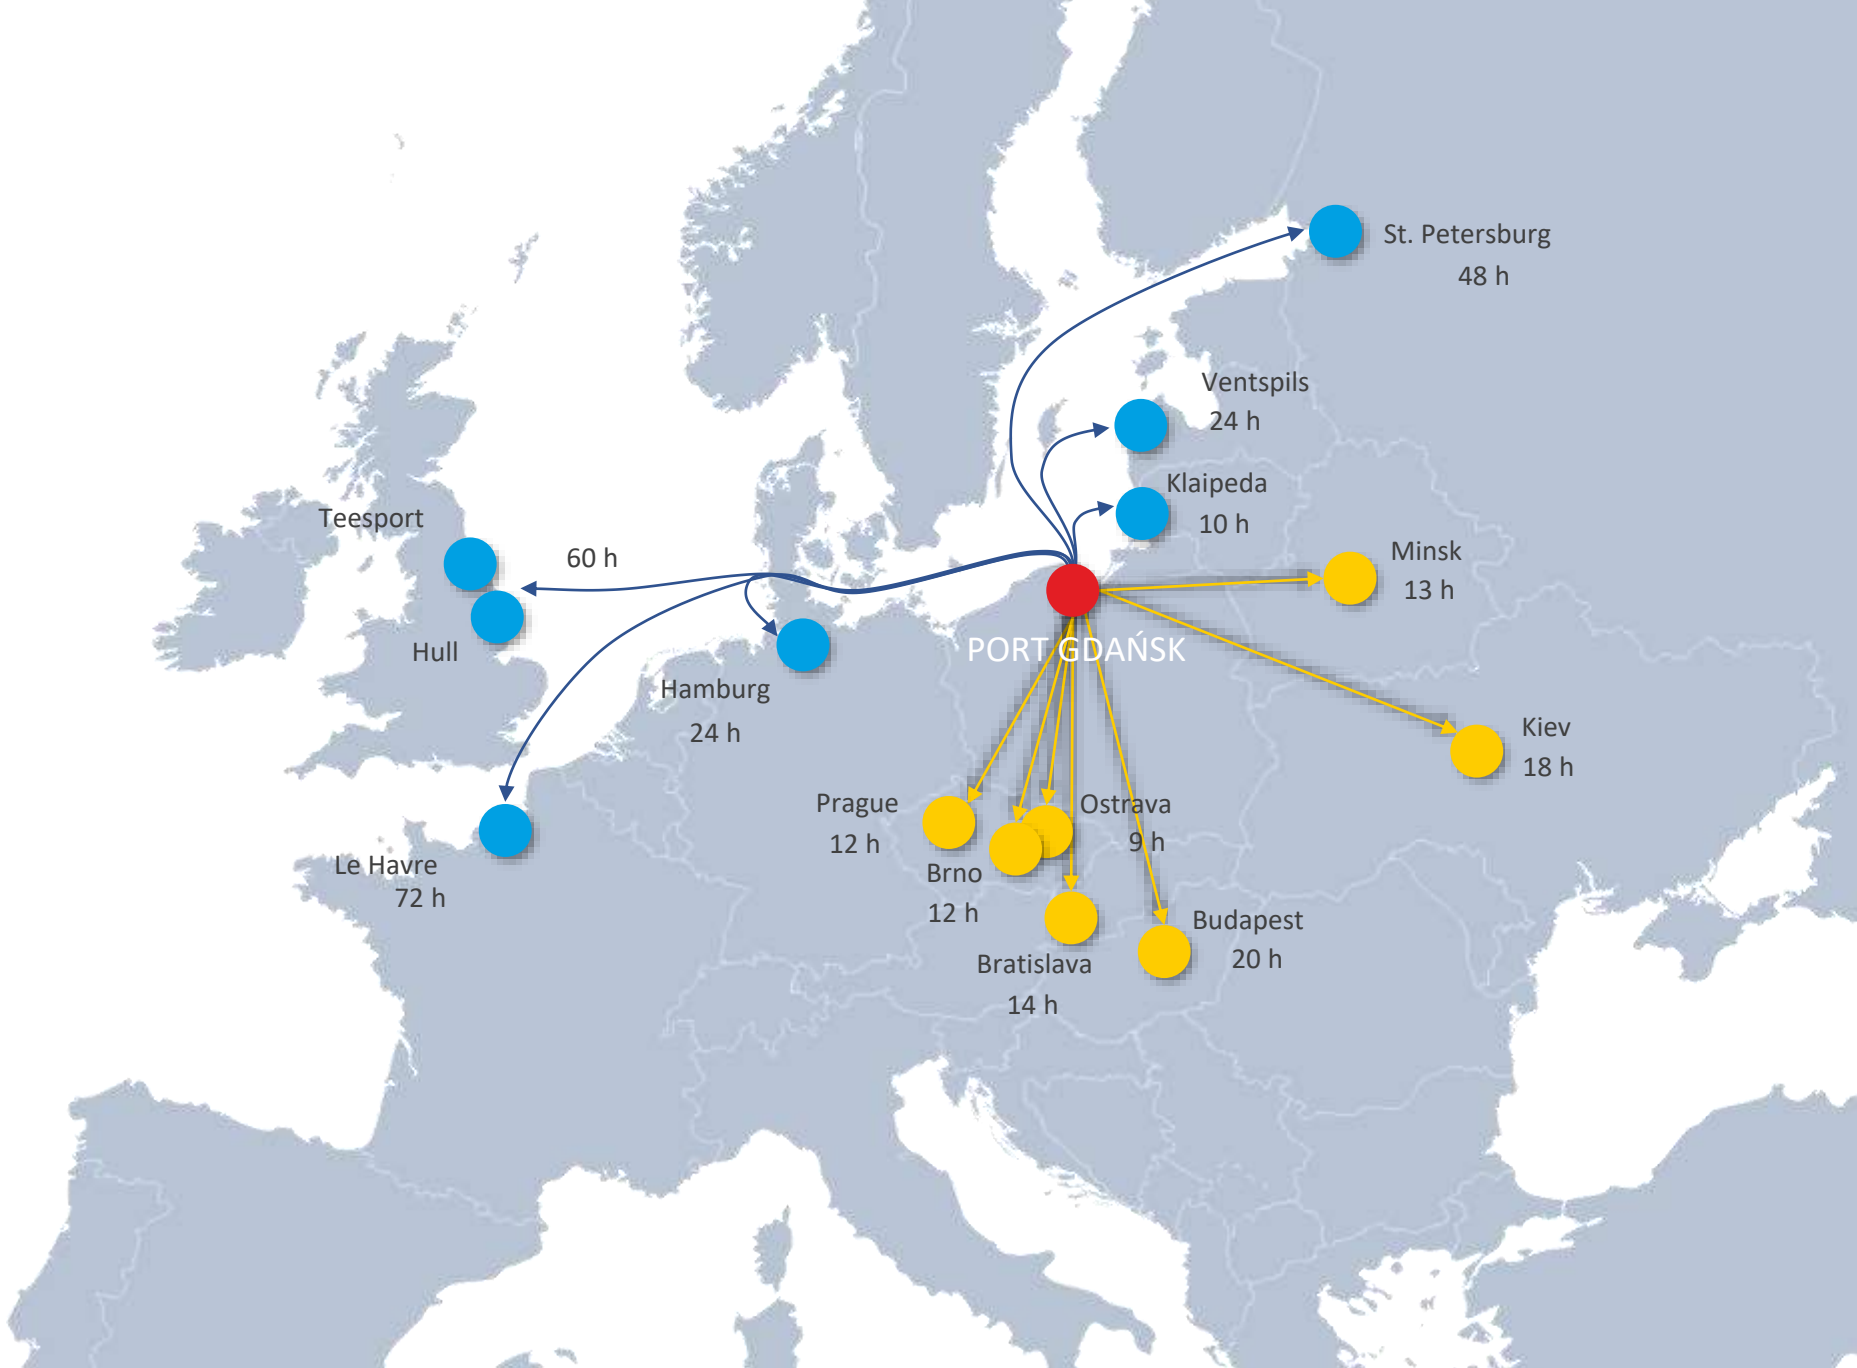 St. Petersburg
48 h
Ventspils
24 h
Klaipeda
10 h
Teesport
60 h
Hull
Minsk
13 h
PORT GDAŃSK
Hamburg
24 h
Kiev
18 h
Prague
12 h
Ostrava
9 h
Le Havre
72 h
Brno
12 h
Budapest
20 h
Bratislava
14 h